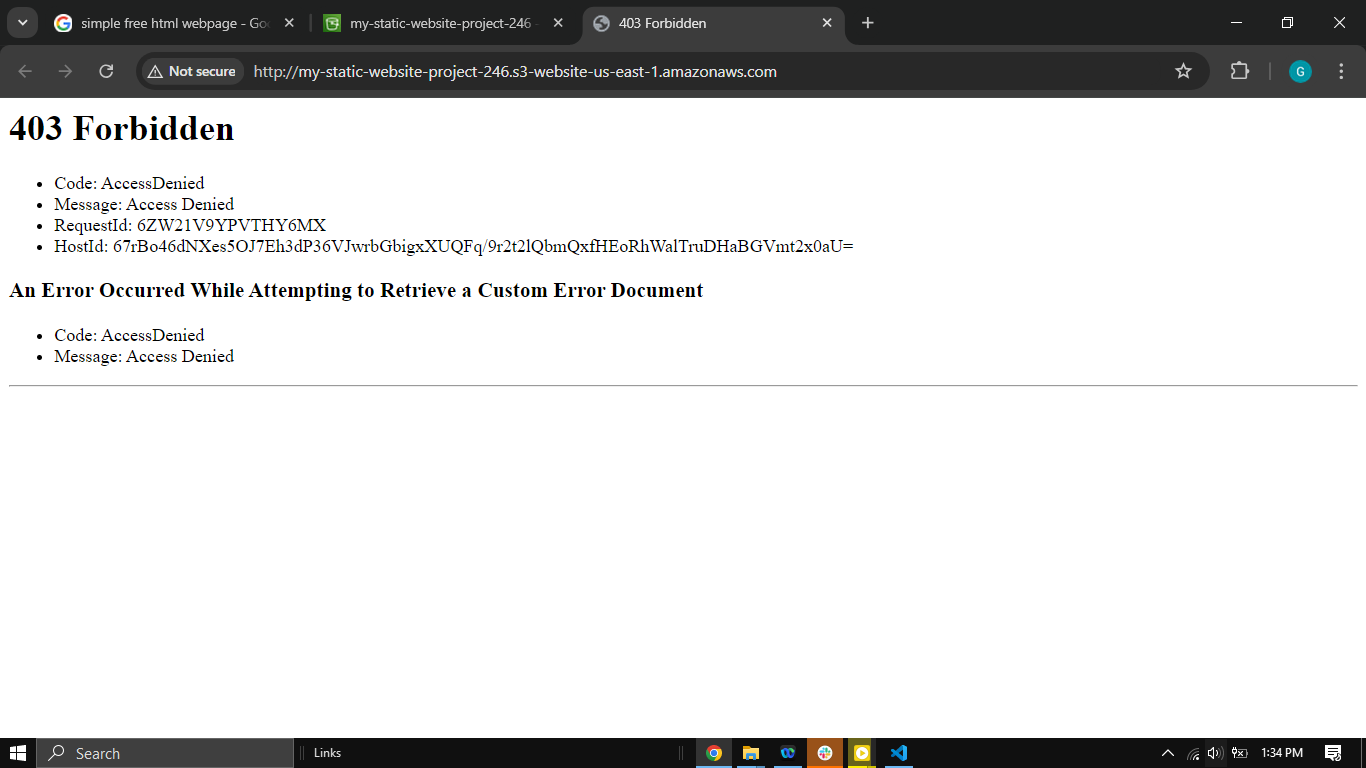 simple free html webpage - Goo
my-static-website-project-246 -
403 Forbidden
Not secure
http://my-static-website-project-246.s3-website-us-east-1.amazonaws.com
G
403 Forbidden
• Code: AccessDenied
• Message: Access Denied
• RequestId: 6ZW21V9YPVTHY6MX
• HostId: 67rBo46dNXes5OJ7Eh3dP36VJwrbGbigxXUQFq/9r2t2lQbmQxfHEoRhWalTruDHaBGVmt2x0aU=
An Error Occurred While Attempting to Retrieve a Custom Error Document
• Code: AccessDenied
• Message: Access Denied
Search
Links
1:34 PM